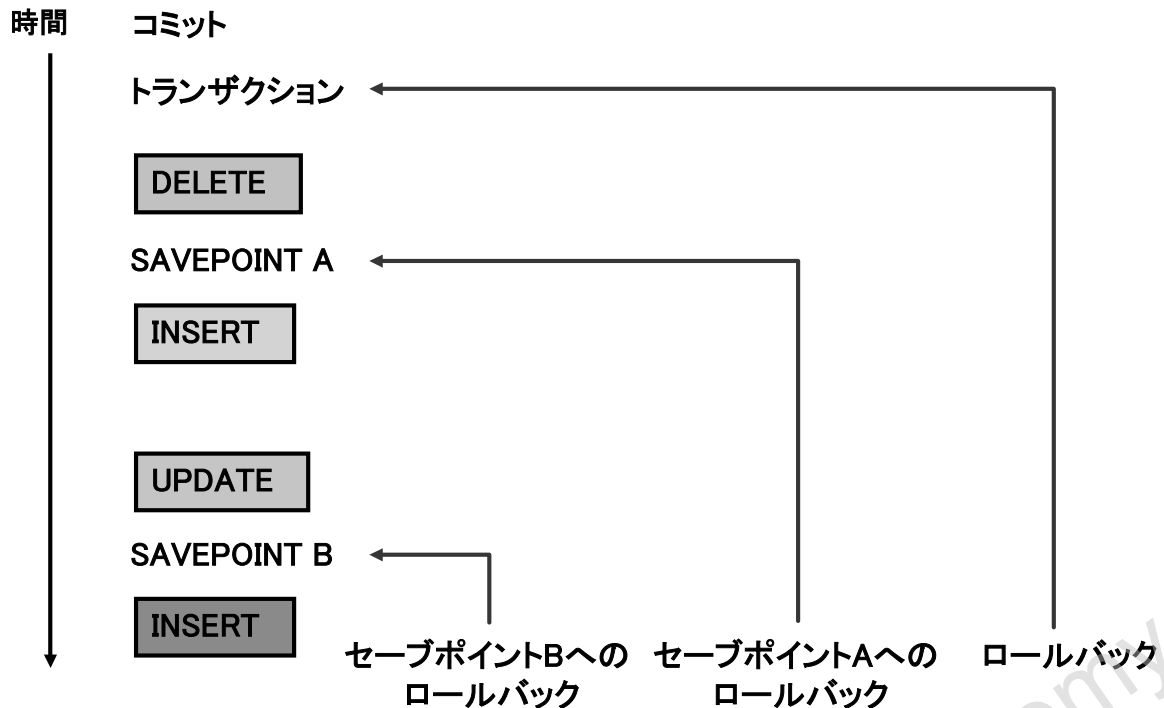 時間
コミット
トランザクション
DELETE
SAVEPOINT A
INSERT
UPDATE
SAVEPOINT B
INSERT
セーブポイントBへの
ロールバック
セーブポイントAへの
ロールバック
ロールバック